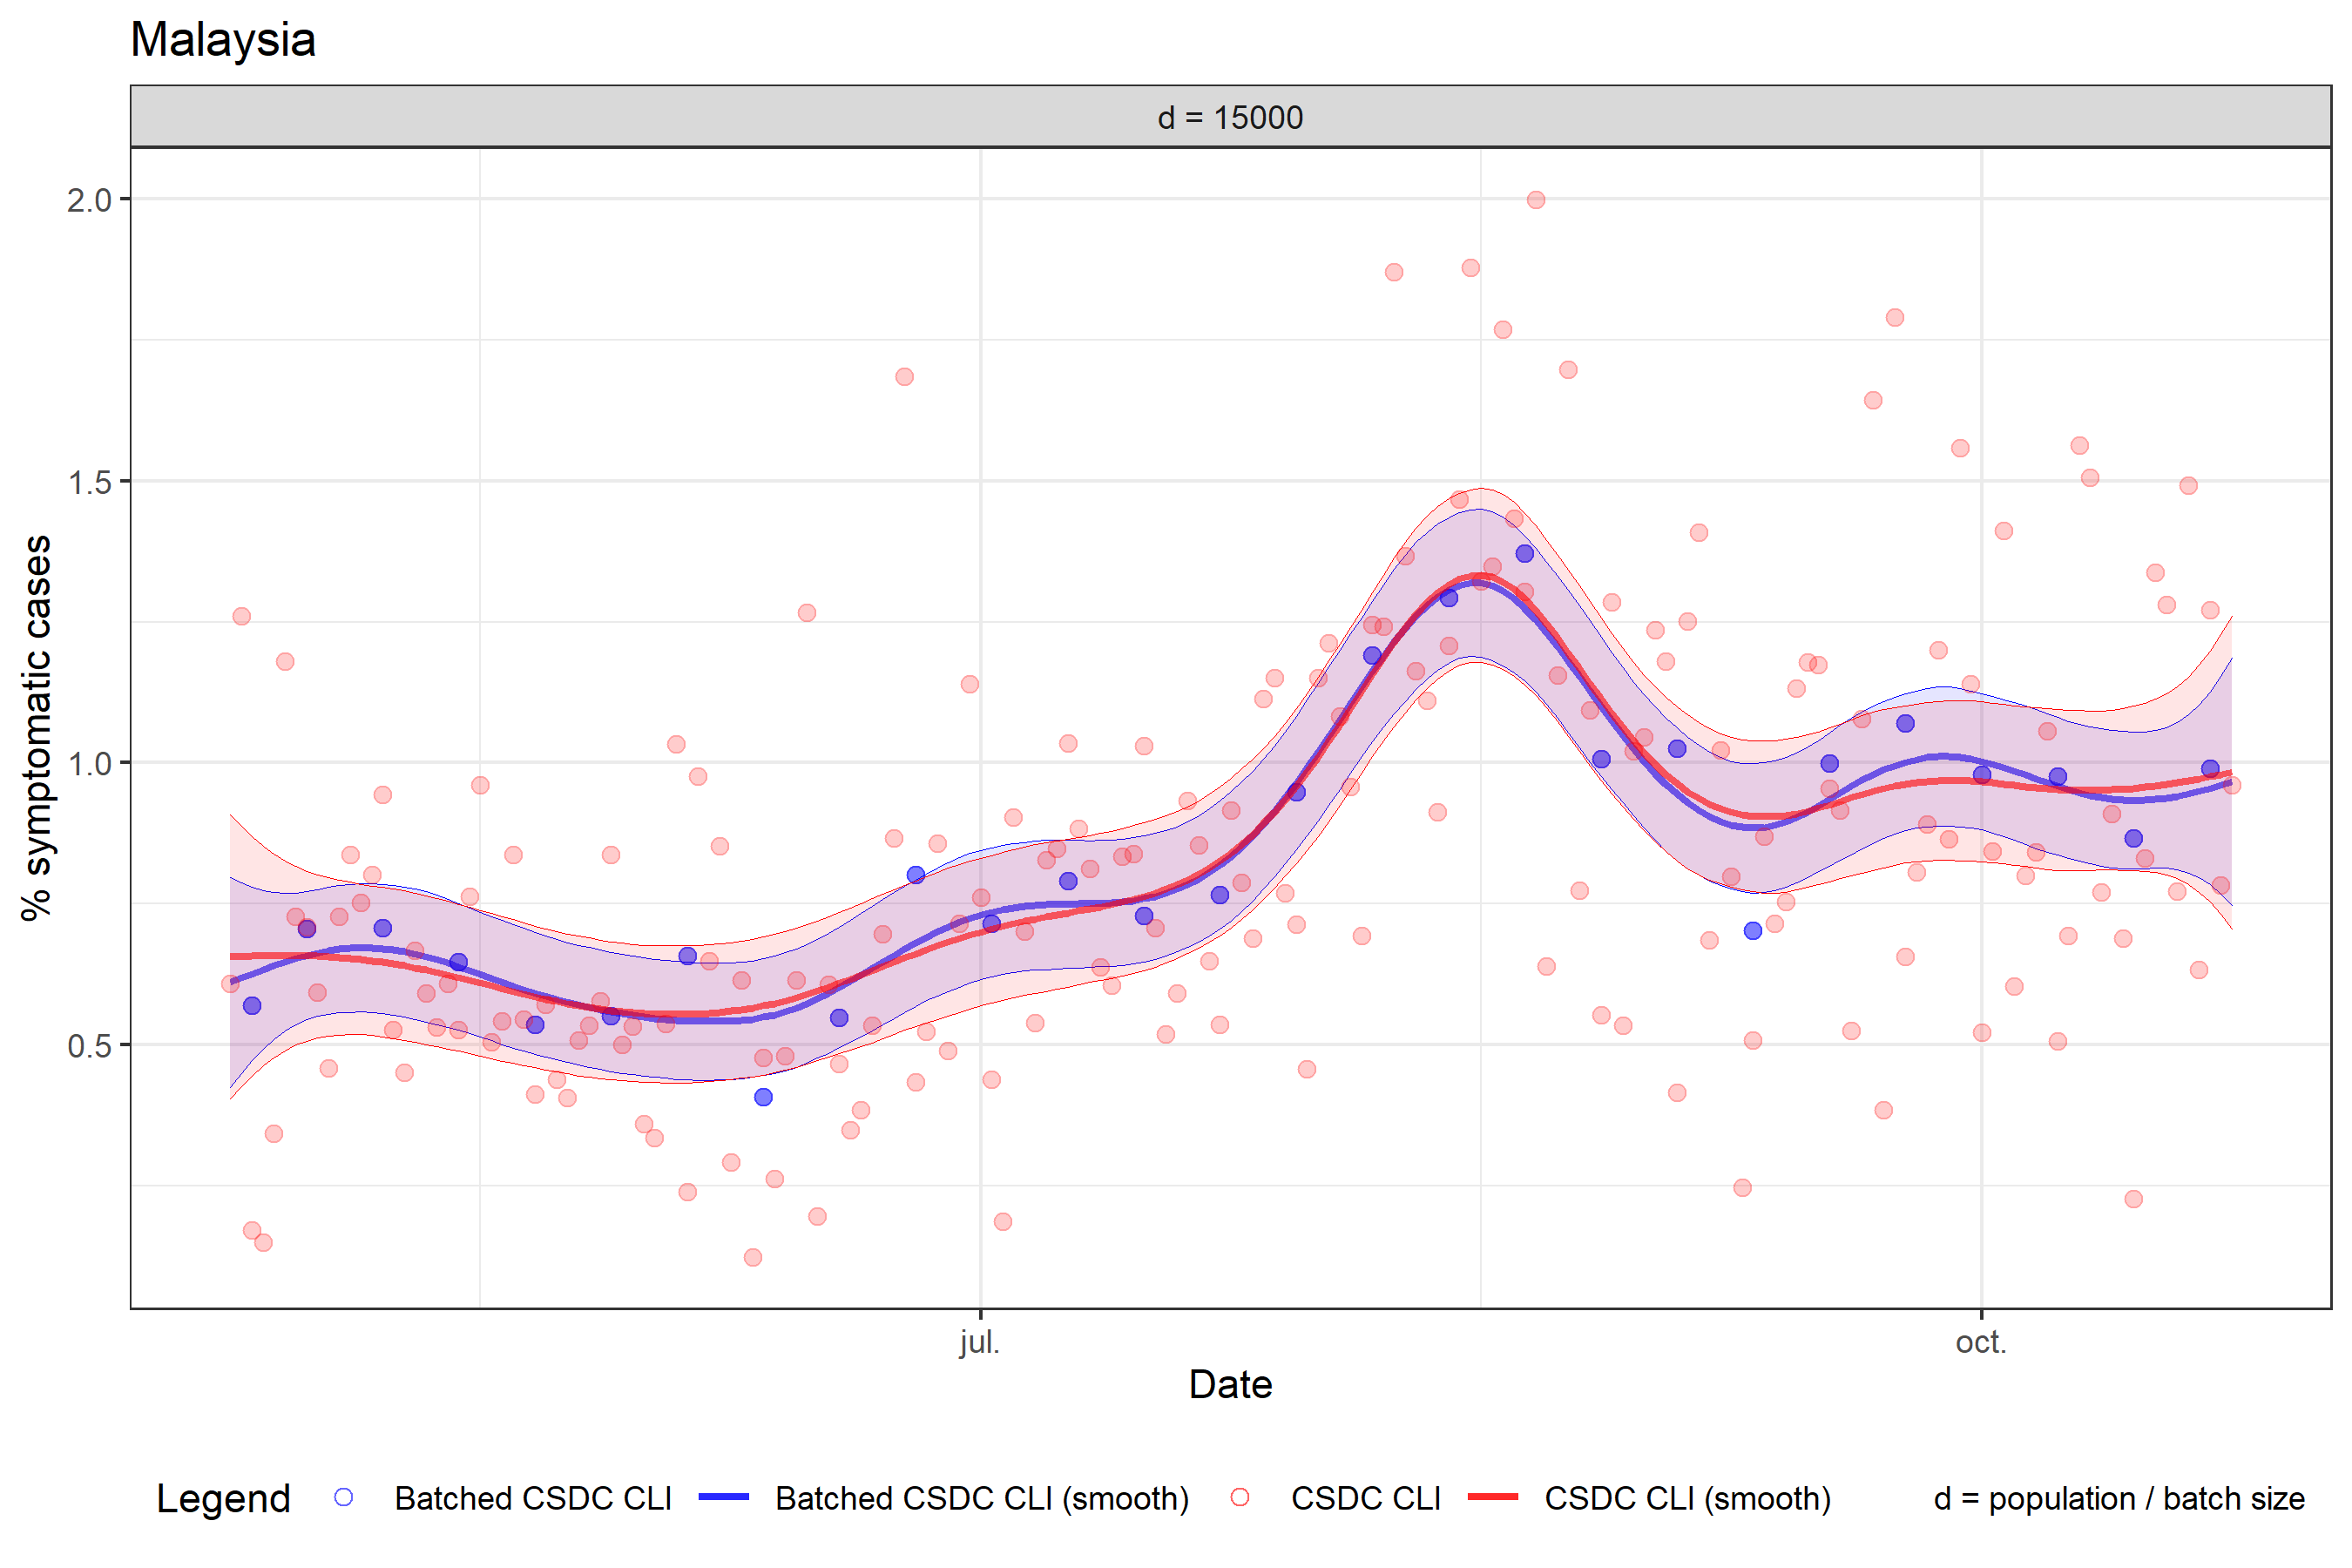 Malaysia
d = 15000
2.0
1.5
1.0
0.5
% symptomatic cases
jul.
oct.
Date
Legend
Batched CSDC CLI
Batched CSDC CLI (smooth)
CSDC CLI
CSDC CLI (smooth)
d = population / batch size